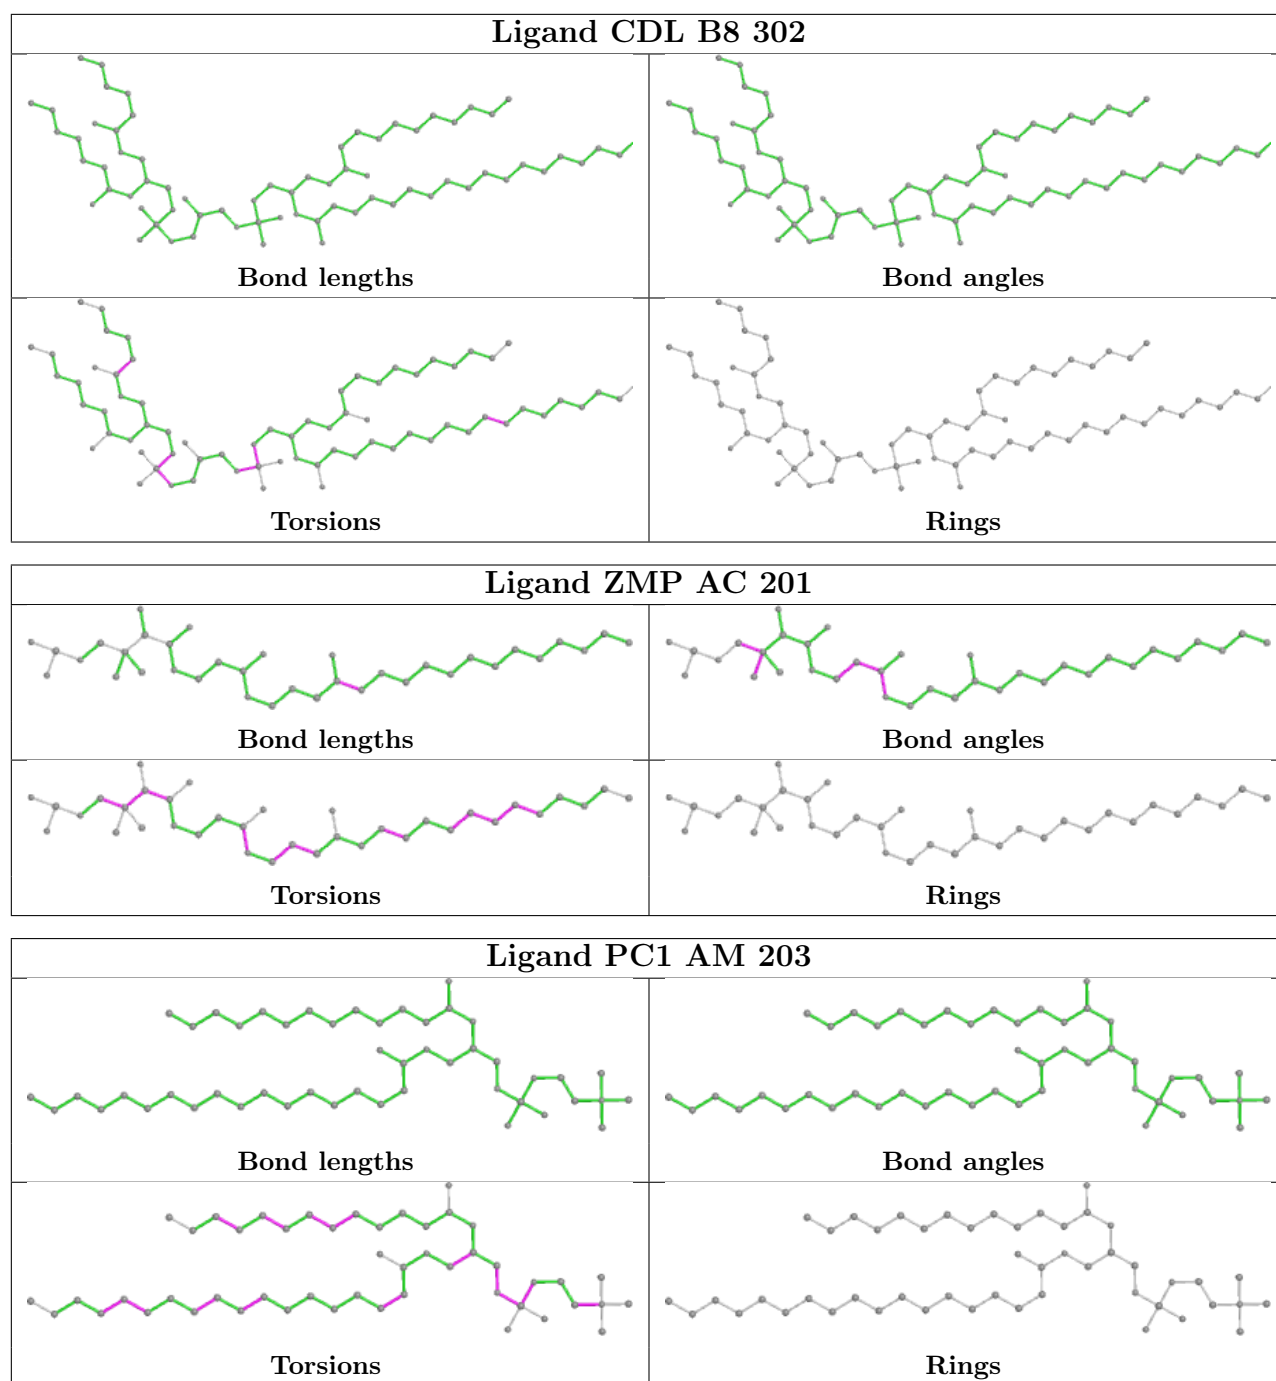 Ligand CDL B8 302
Bond lengths
Bond angles
Torsions
Rings
Ligand ZMP AC 201
Bond lengths
Bond angles
Torsions
Rings
Ligand PC1 AM 203
Bond lengths
Bond angles
Torsions
Rings